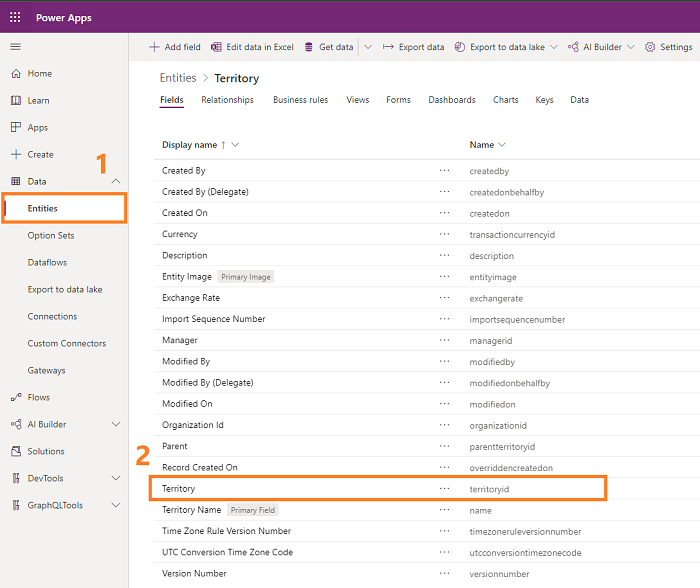 Power Apps
Add field Edit data in Excel Get data Export data Export to data lake AI Builder Settings
Home
Learn
Apps
Create
1
Data
Entities
Option Sets
Dataflows
Export to data lake
Connections
Custom Connectors
Gateways
Flows
AI Builder
Solutions
DevTools
GraphQLTools
Entities > Territory
Fields Relationships Business rules Views Forms Dashboards Charts Keys Data
Display name ↑ Name
Created By ··· createdby
Created By (Delegate) ··· createdonbehalfby
Created On ··· createdon
Currency ··· transactioncurrencyid
Description ··· description
Entity Image Primary Image ··· entityimage
Exchange Rate ··· exchangerate
Import Sequence Number ··· importsequencenumber
Manager ··· managerid
Modified By ··· modifiedby
Modified By (Delegate) ··· modifiedonbehalfby
Modified On ··· modifiedon
Organization Id ··· organizationid
Parent ··· parentterritoryid
2
Record Created On ··· overriddencreatedon
Territory ··· territoryid
Territory Name Primary Field ··· name
Time Zone Rule Version Number ··· timezoneruleversionnumber
UTC Conversion Time Zone Code ··· utcconversiontimezonecode
Version Number ··· versionnumber